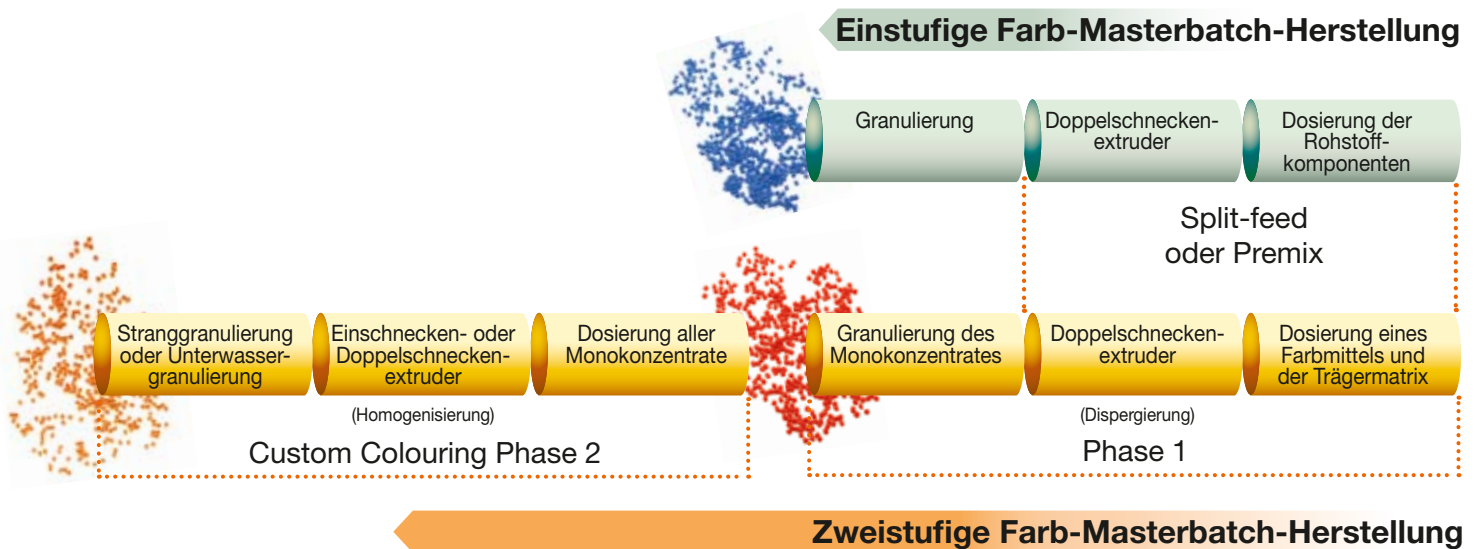 Einstufige Farb-Masterbatch-Herstellung
Granulierung
Doppelschnecken-
extruder
Dosierung der
Rohstoff-
komponenten
Split-feed
oder Premix
Stranggranulierung
oder Unterwasser-
granulierung
Einschnecken- oder
Doppelschnecken-
extruder
Dosierung aller
Monokonzentrate
Granulierung des
Monokonzentrates
Doppelschnecken-
extruder
Dosierung eines
Farbmittels und
der Trägermatrix
(Homogenisierung)
Custom Colouring Phase 2
(Dispergierung)
Phase 1
Zweistufige Farb-Masterbatch-Herstellung